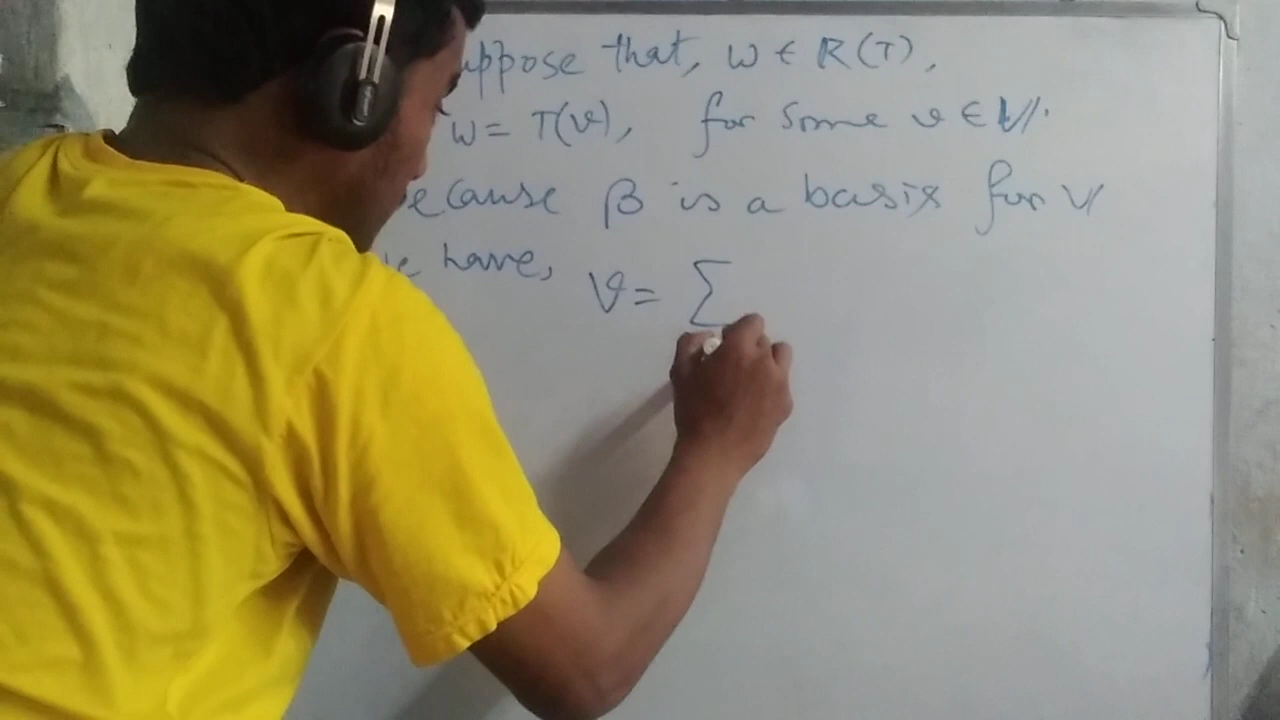 uppose that, w ∈ R(T),
w = T(v), for some v ∈ V.
ecause β is a basis for V
e have, v = Σ